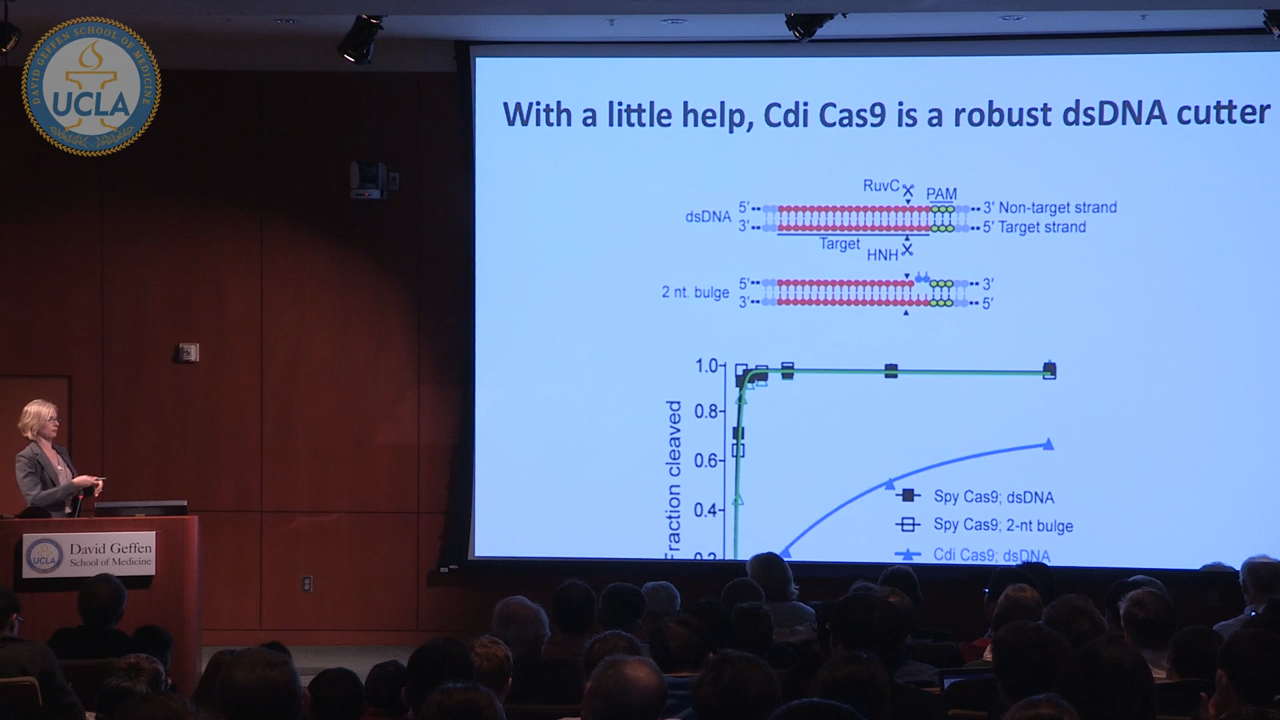 DAVID GEFFEN SCHOOL OF MEDICINE
UCLA
With a little help, Cdi Cas9 is a robust dsDNA cutter
RuvC
PAM
dsDNA
5'
3' Non-target strand
3'
5' Target strand
Target
HNH
2 nt. bulge
5'
3'
3'
5'
1.0
0.8
0.6
0.4
0.2
Fraction cleaved
Spy Cas9; dsDNA
Spy Cas9; 2-nt bulge
Cdi Cas9; dsDNA
UCLA
David Geffen
School of Medicine